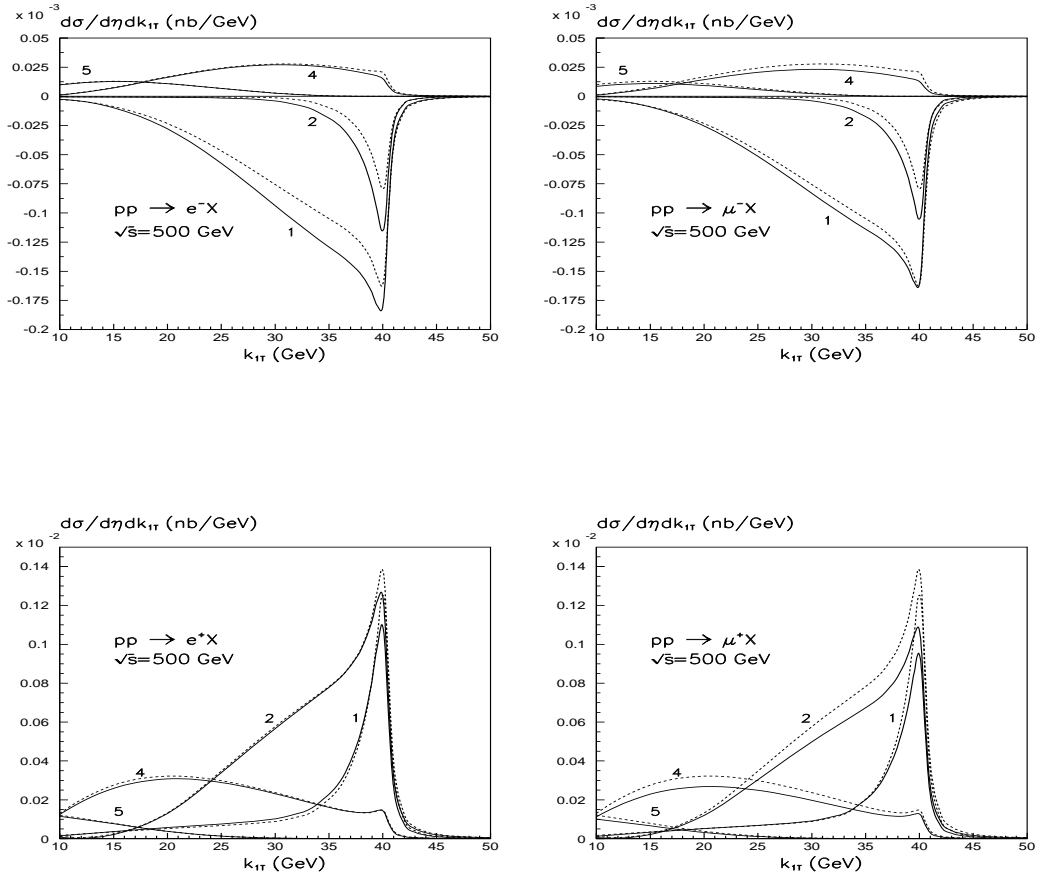 x 10 -3
dσ/dηdk1T (nb/GeV)
0.05
0.025
0
-0.025
-0.05
-0.075
-0.1
-0.125
-0.15
-0.175
-0.2
5
4
2
1
pp → e-X
√s=500 GeV
10 15 20 25 30 35 40 45 50
k1T (GeV)
x 10 -3
dσ/dηdk1T (nb/GeV)
0.05
0.025
0
-0.025
-0.05
-0.075
-0.1
-0.125
-0.15
-0.175
-0.2
5
4
2
1
pp → μ-X
√s=500 GeV
10 15 20 25 30 35 40 45 50
k1T (GeV)
dσ/dηdk1T (nb/GeV)
x 10 -2
0.14
0.12
0.1
0.08
0.06
0.04
0.02
0
pp → e+X
√s=500 GeV
2
1
4
5
10 15 20 25 30 35 40 45 50
k1T (GeV)
dσ/dηdk1T (nb/GeV)
x 10 -2
0.14
0.12
0.1
0.08
0.06
0.04
0.02
0
pp → μ+X
√s=500 GeV
2
1
4
5
10 15 20 25 30 35 40 45 50
k1T (GeV)